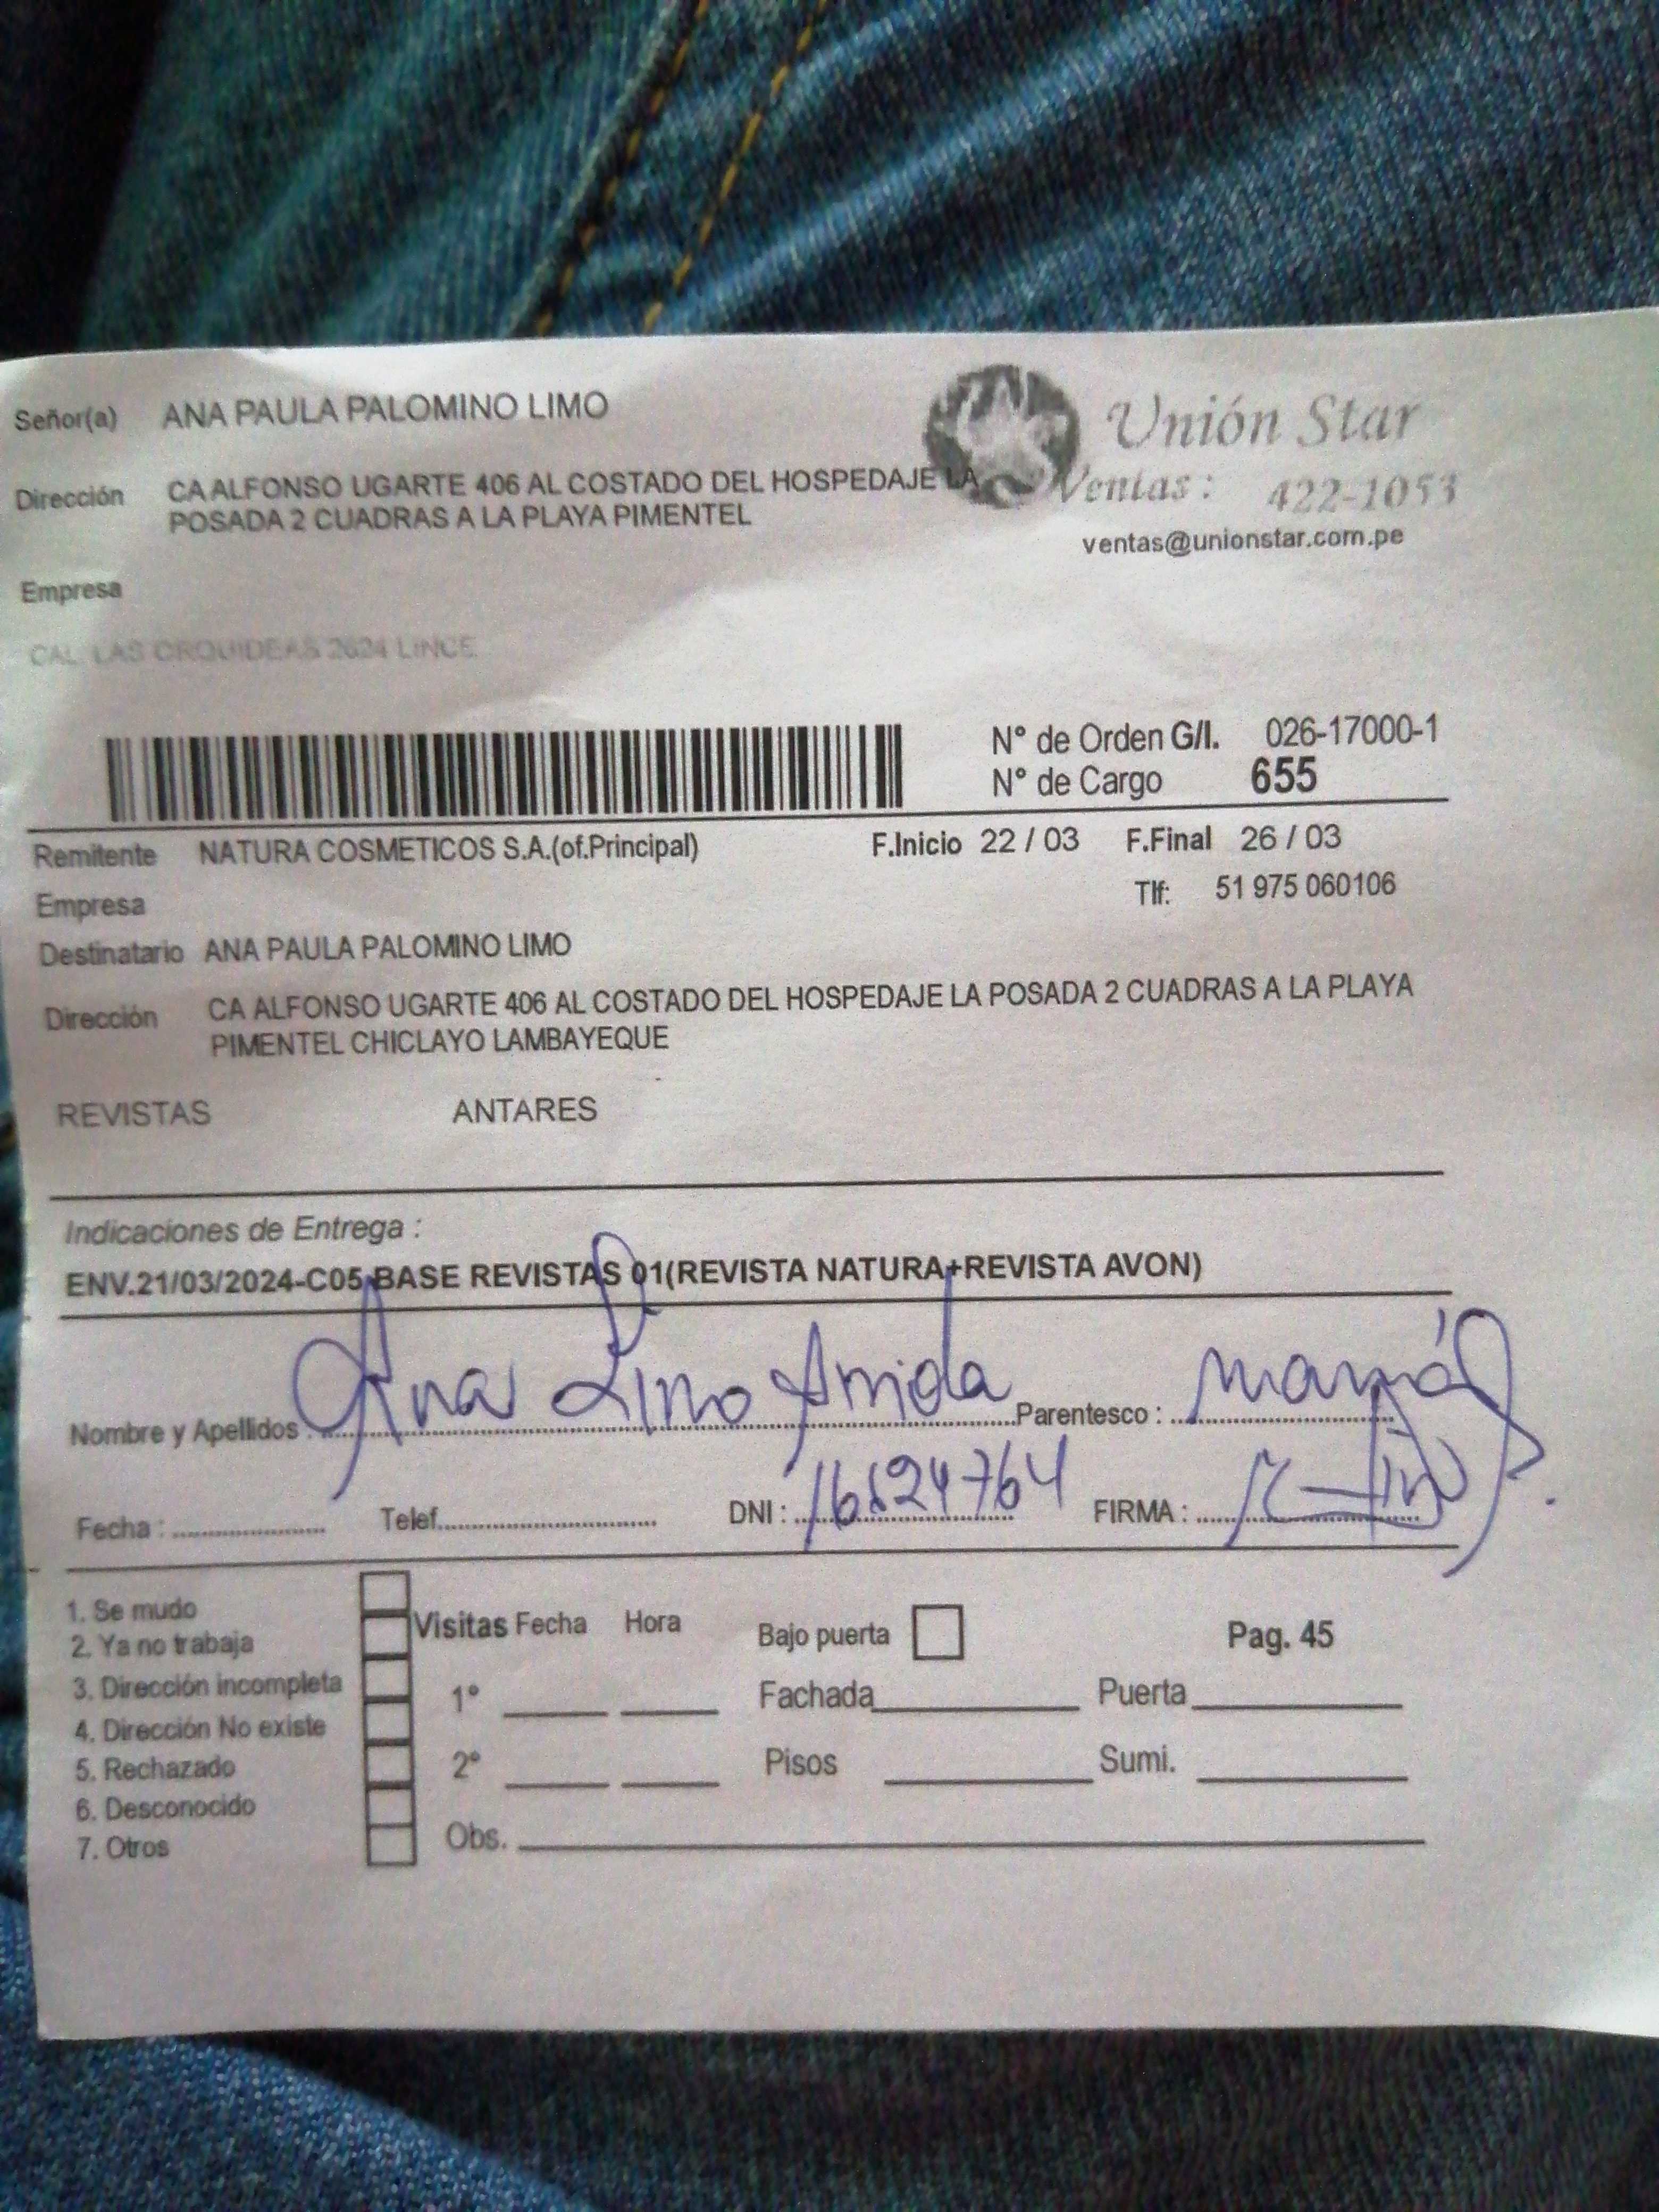 Señor(a) ANA PAULA PALOMINO LIMO
Unión Star
Dirección CA ALFONSO UGARTE 406 AL COSTADO DEL HOSPEDAJE LA
POSADA 2 CUADRAS A LA PLAYA PIMENTEL
Ventas: 422-1053
ventas@unionstar.com.pe
Empresa
CAL. LAS ORQUIDEAS 2624 LINCE
N° de Orden G/I. 026-17000-1
N° de Cargo 655
Remitente NATURA COSMETICOS S.A.(of.Principal) F.Inicio 22 / 03 F.Final 26 / 03
Empresa Tlf: 51 975 060106
Destinatario ANA PAULA PALOMINO LIMO
Dirección CA ALFONSO UGARTE 406 AL COSTADO DEL HOSPEDAJE LA POSADA 2 CUADRAS A LA PLAYA
PIMENTEL CHICLAYO LAMBAYEQUE
REVISTAS ANTARES
Indicaciones de Entrega :
ENV.21/03/2024-C05-BASE REVISTAS 01(REVISTA NATURA+REVISTA AVON)
Nombre y Apellidos : Ana Limo Parentesco : mamá
Fecha : Telef. DNI : FIRMA :
1. Se mudo
2. Ya no trabaja
3. Dirección incompleta
4. Dirección No existe
5. Rechazado
6. Desconocido
7. Otros
Visitas Fecha Hora Bajo puerta Pag. 45
1° Fachada Puerta
2° Pisos Sumi.
Obs.